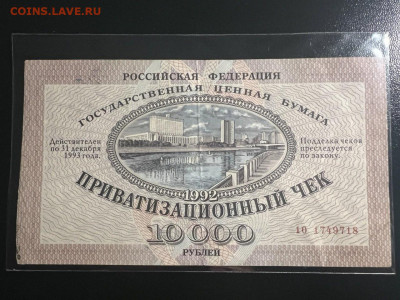 COINS.LAVE.RU
РОССИЙСКАЯ ФЕДЕРАЦИЯ
ГОСУДАРСТВЕННАЯ ЦЕННАЯ БУМАГА
Действителен
по 31 декабря
1993 года.
Подделка чеков
преследуется
по закону.
1992
ПРИВАТИЗАЦИОННЫЙ ЧЕК
10 000
РУБЛЕЙ
10 1749718